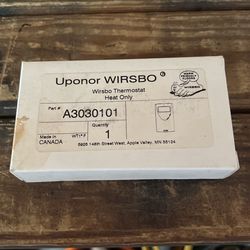 Uponor WIRSBO®
Wirsbo Thermostat
Heat Only
Part #
A3030101
Quantity
1
Made in
CANADA
5925 148th Street West, Apple Valley, MN 55124
WIRSBO